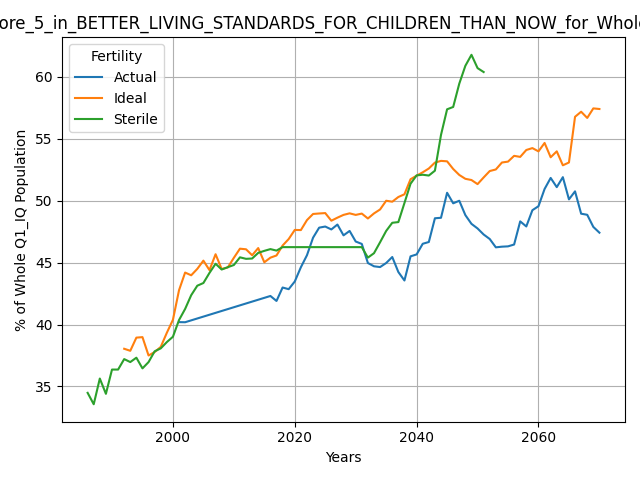 ore_5_in_BETTER_LIVING_STANDARDS_FOR_CHILDREN_THAN_NOW_for_Whole
Fertility
Actual
Ideal
Sterile
% of Whole Q1_IQ Population
60
55
50
45
40
35
2000
2020
2040
2060
Years